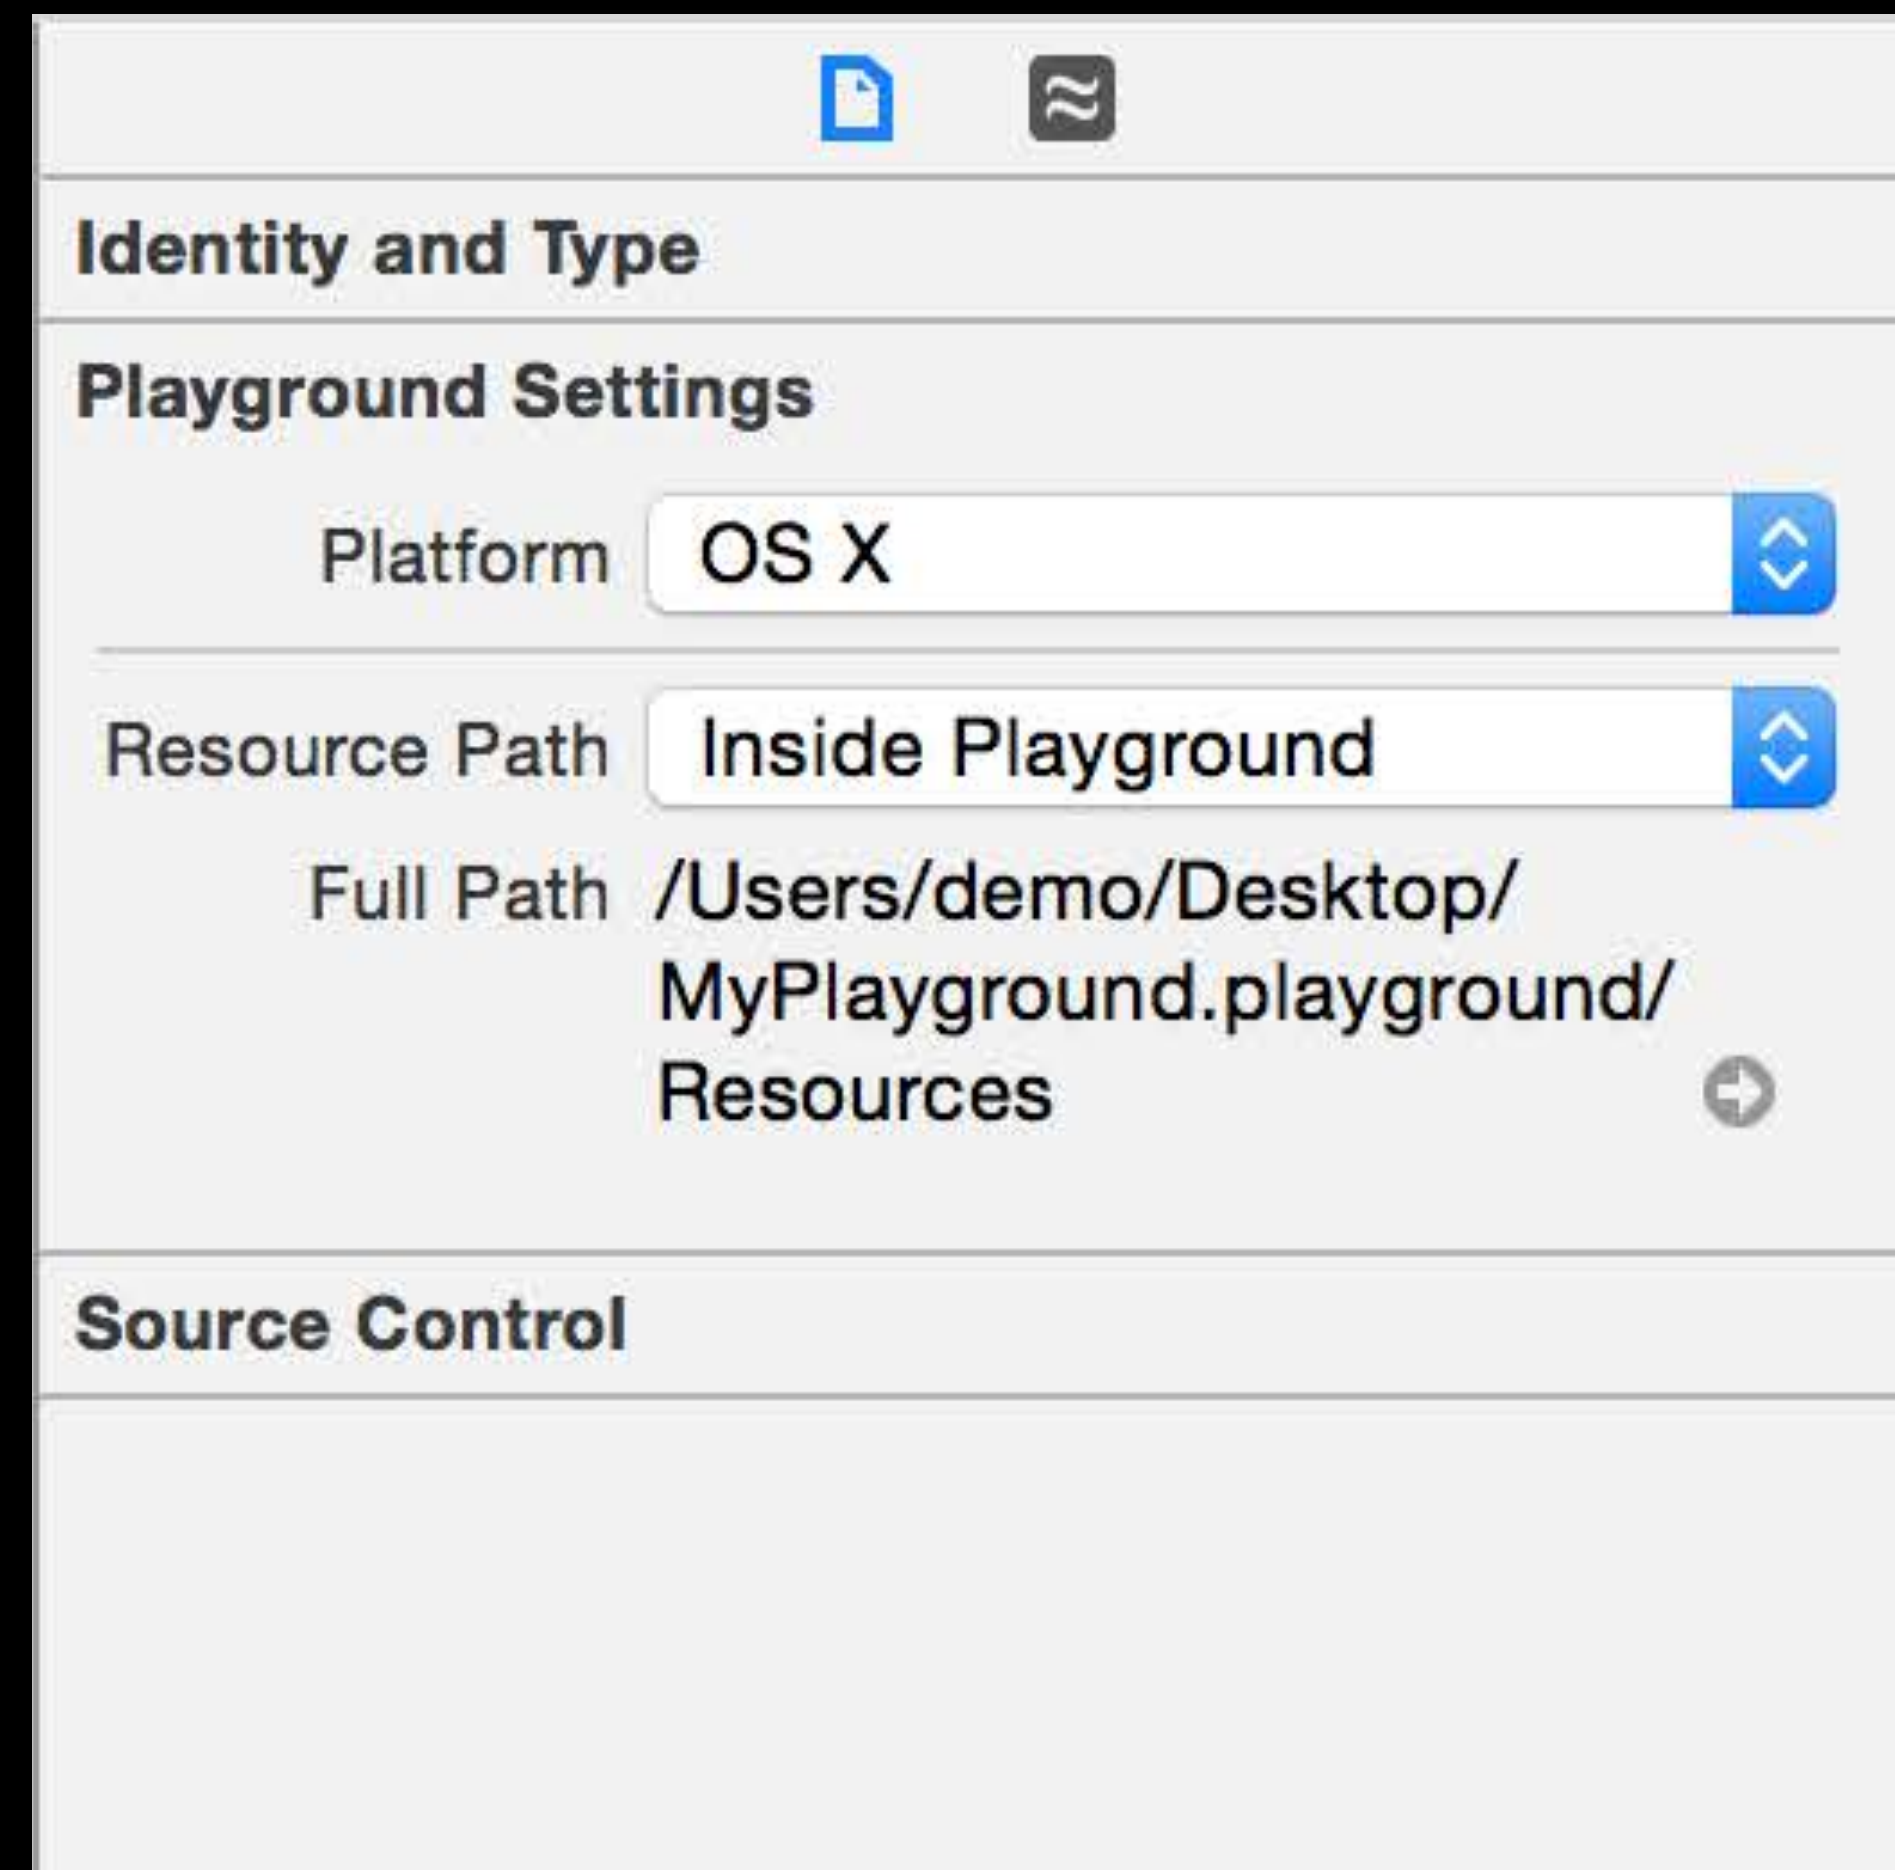 Identity and Type
Playground Settings
Platform OS X
Resource Path Inside Playground
Full Path /Users/demo/Desktop/
MyPlayground.playground/
Resources
Source Control